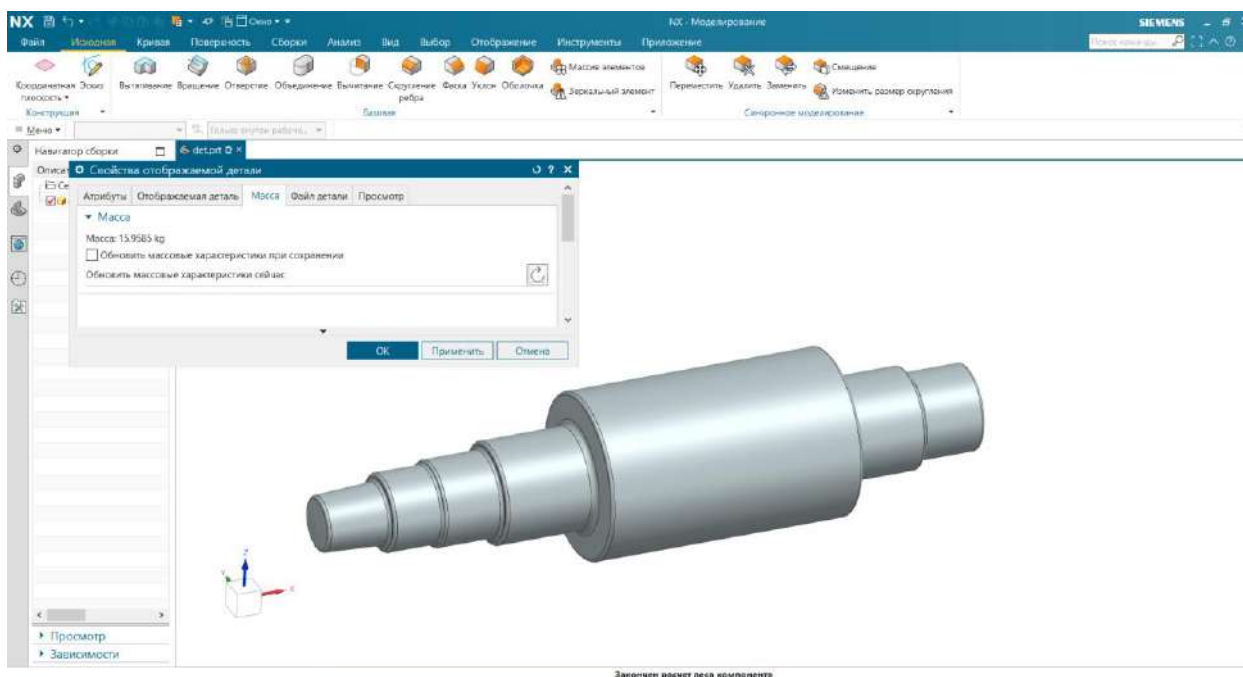 NX
Окно
NX - Моделирование
SIEMENS
Файл Исходная Кривая Поверхность Сборки Анализ Вид Выбор Отображение Инструменты Приложение
Координатная плоскость
Эскиз
Вытягивание Вращение Отверстие Объединение Вычитание Скругление ребра Фаска Уклон Оболочка
Массив элементов
Зеркальный элемент
Переместить Удалить Заменить
Смещение
Изменить размер скругления
Конструкция
Базовая
Синхронное моделирование
Меню
Навигатор сборки
det.prt
Свойства отображаемой детали
Атрибуты Отображаемая деталь Масса Файл детали Просмотр
Масса
Масса: 15.9585 kg
Обновить массовые характеристики при сохранении
Обновить массовые характеристики сейчас
OK Применить Отмена
Z
Y
X
Просмотр
Зависимости
Закончен расчет веса компонента